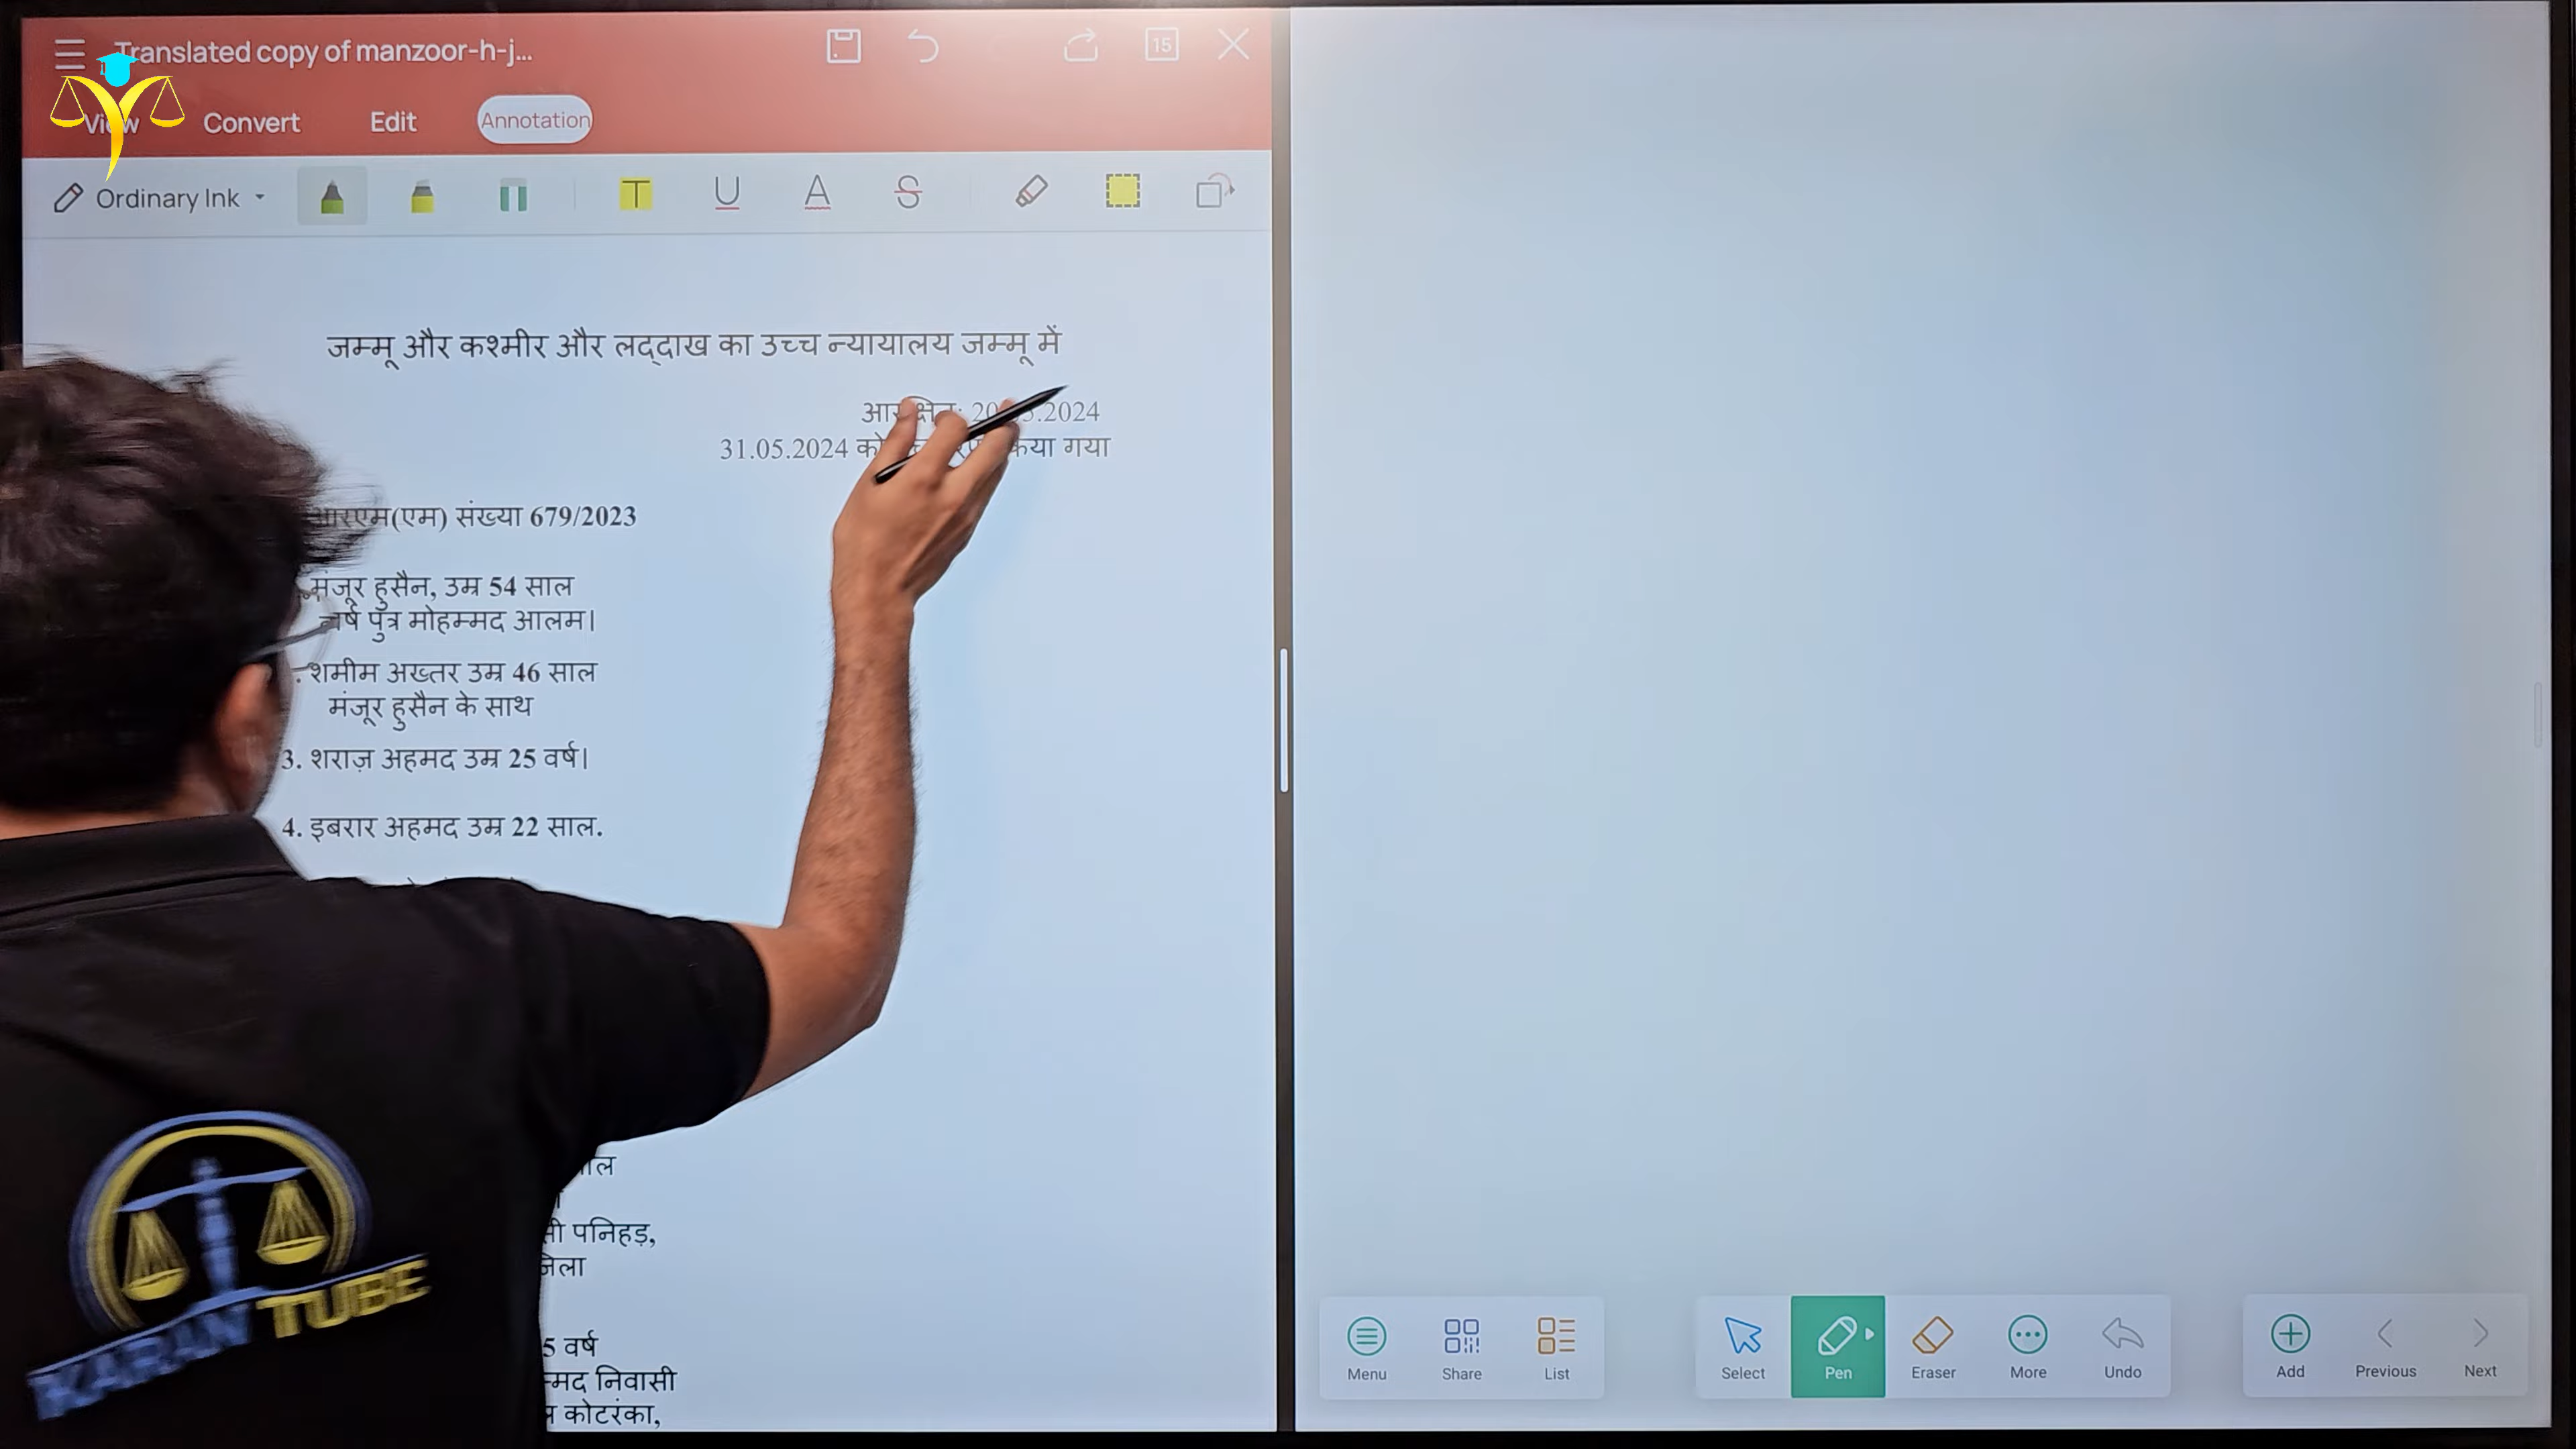 Translated copy of manzoor-h-j...
15
View Convert Edit Annotation
Ordinary Ink
T U A S
जम्मू और कश्मीर और लद्दाख का उच्च न्यायालय जम्मू में
2024
31.05.2024 गया
आरएम(एम) संख्या 679/2023
मंजूर हुसैन, उम्र 54 साल
वर्ष पुत्र मोहम्मद आलम।
शमीम अख्तर उम्र 46 साल
मंजूर हुसैन के साथ
3. शराज़ अहमद उम्र 25 वर्ष।
4. इबरार अहमद उम्र 22 साल.
पनिहड़,
5 वर्ष
निवासी
कोटरंका,
KARAN TUBE
Menu Share List
Select Pen Eraser More Undo
Add Previous Next